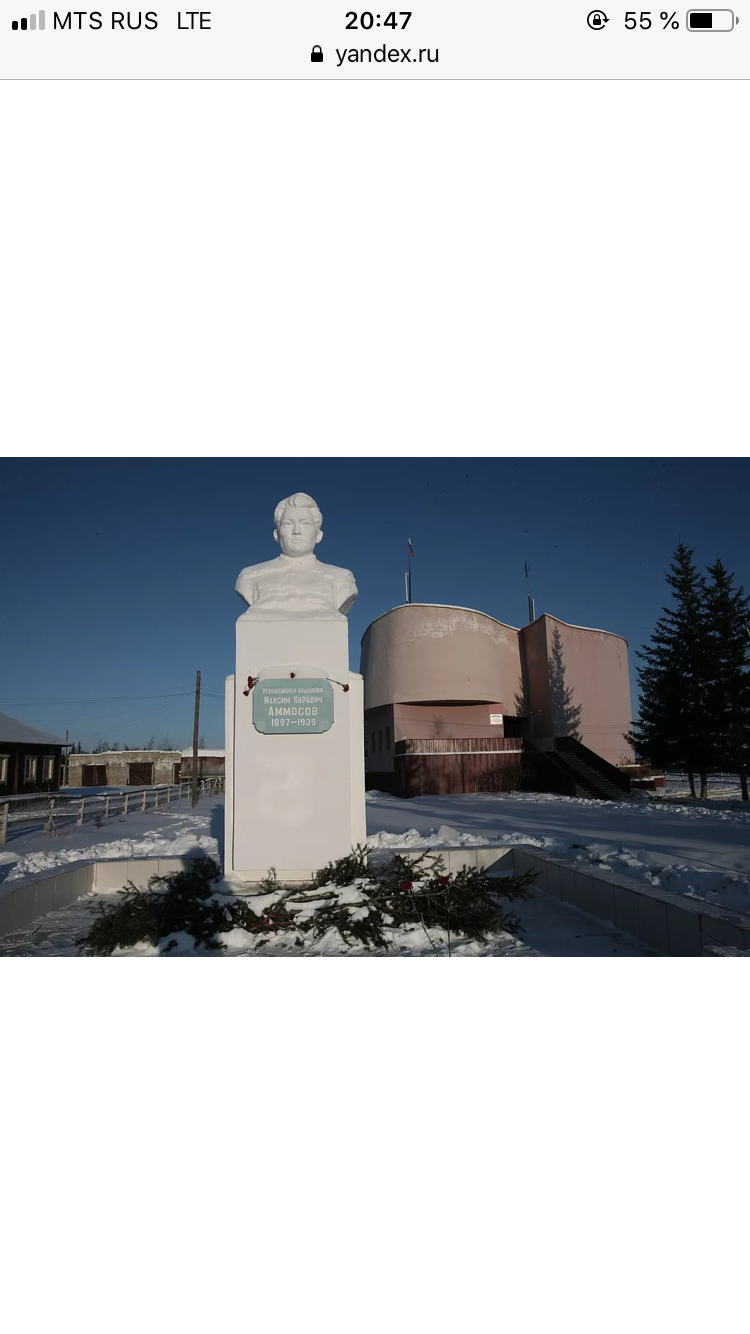 MTS RUS LTE 20:47 55 %
yandex.ru
Революционер-большевик
Максим Кирович
Аммосов
1897–1939